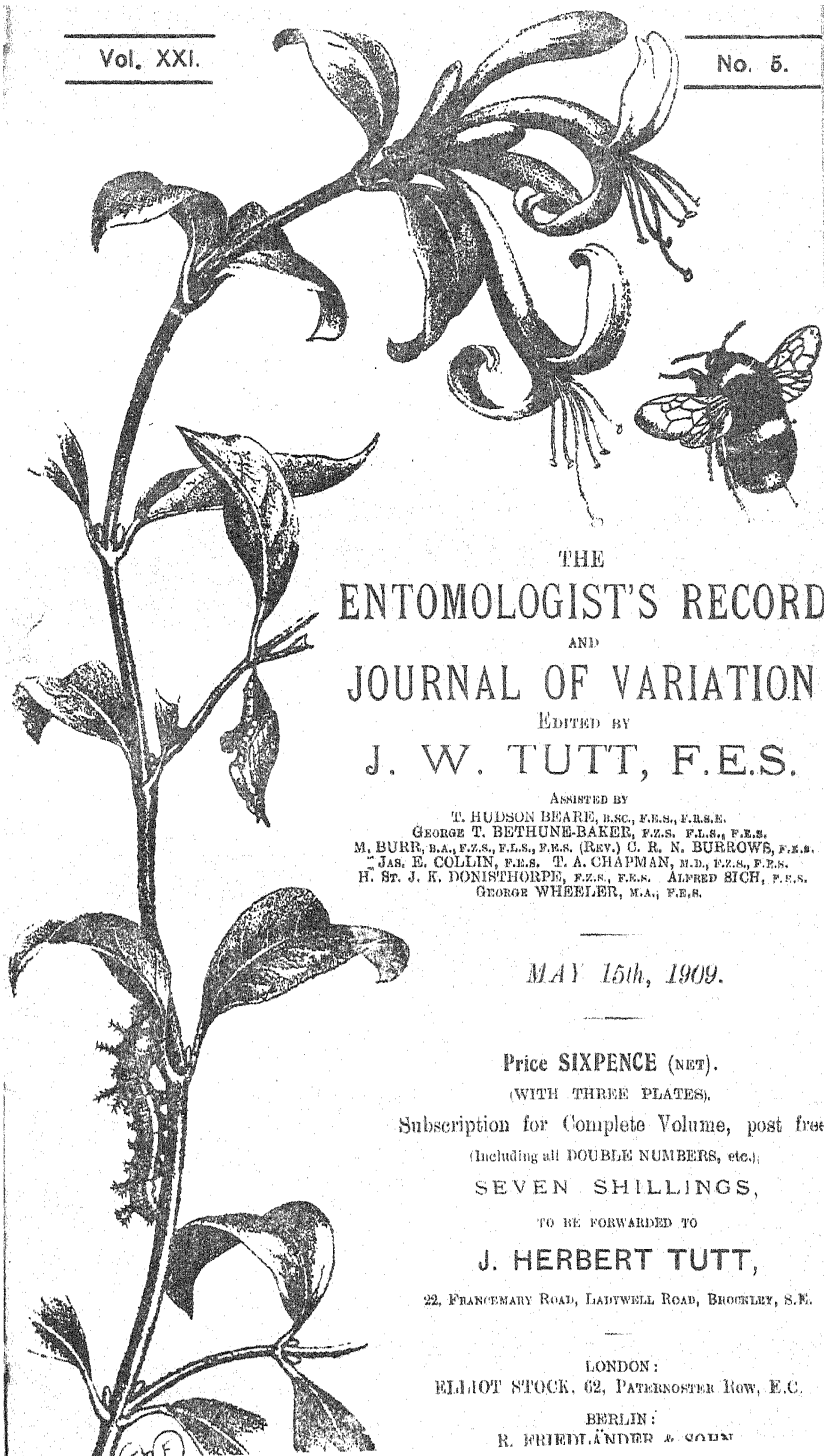 Vol. XXI.
No. 5.
THE
ENTOMOLOGIST'S RECORD
AND
JOURNAL OF VARIATION
EDITED BY
J. W. TUTT, F.E.S.
ASSISTED BY
T. HUDSON BEARE, B.SC., F.E.S., F.R.S.E.
GEORGE T. BETHUNE-BAKER, F.Z.S. F.L.S., F.E.S.
M. BURR, B.A., F.Z.S., F.L.S., F.E.S. (REV.) C. R. N. BURROWS, F.E.S.
JAS. E. COLLIN, F.E.S. T. A. CHAPMAN, M.D., F.Z.S., F.E.S.
H. ST. J. K. DONISTHORPE, F.Z.S., F.E.S. ALFRED SICH, F.E.S.
GEORGE WHEELER, M.A., F.E.S.
MAY 15th, 1909.
Price SIXPENCE (NET).
(WITH THREE PLATES).
Subscription for Complete Volume, post free
(Including all DOUBLE NUMBERS, etc.),
SEVEN SHILLINGS,
TO BE FORWARDED TO
J. HERBERT TUTT,
22, FRANCEMARY ROAD, LADYWELL ROAD, BROCKLEY, S.E.
LONDON:
ELLIOT STOCK, 62, PATERNOSTER ROW, E.C.
BERLIN:
R. FRIEDLÄNDER & SOHN